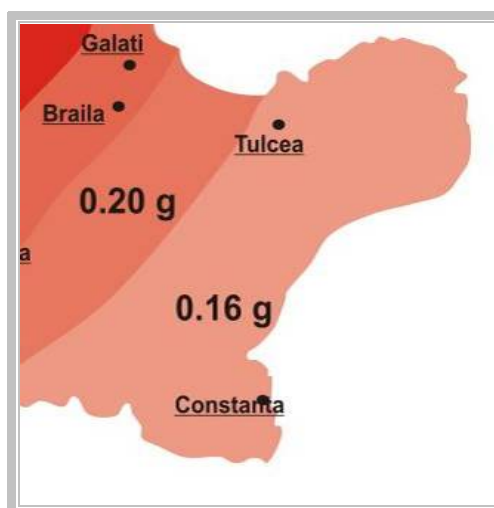 Galati
Braila
Tulcea
0.20 g
a
0.16 g
Constanta